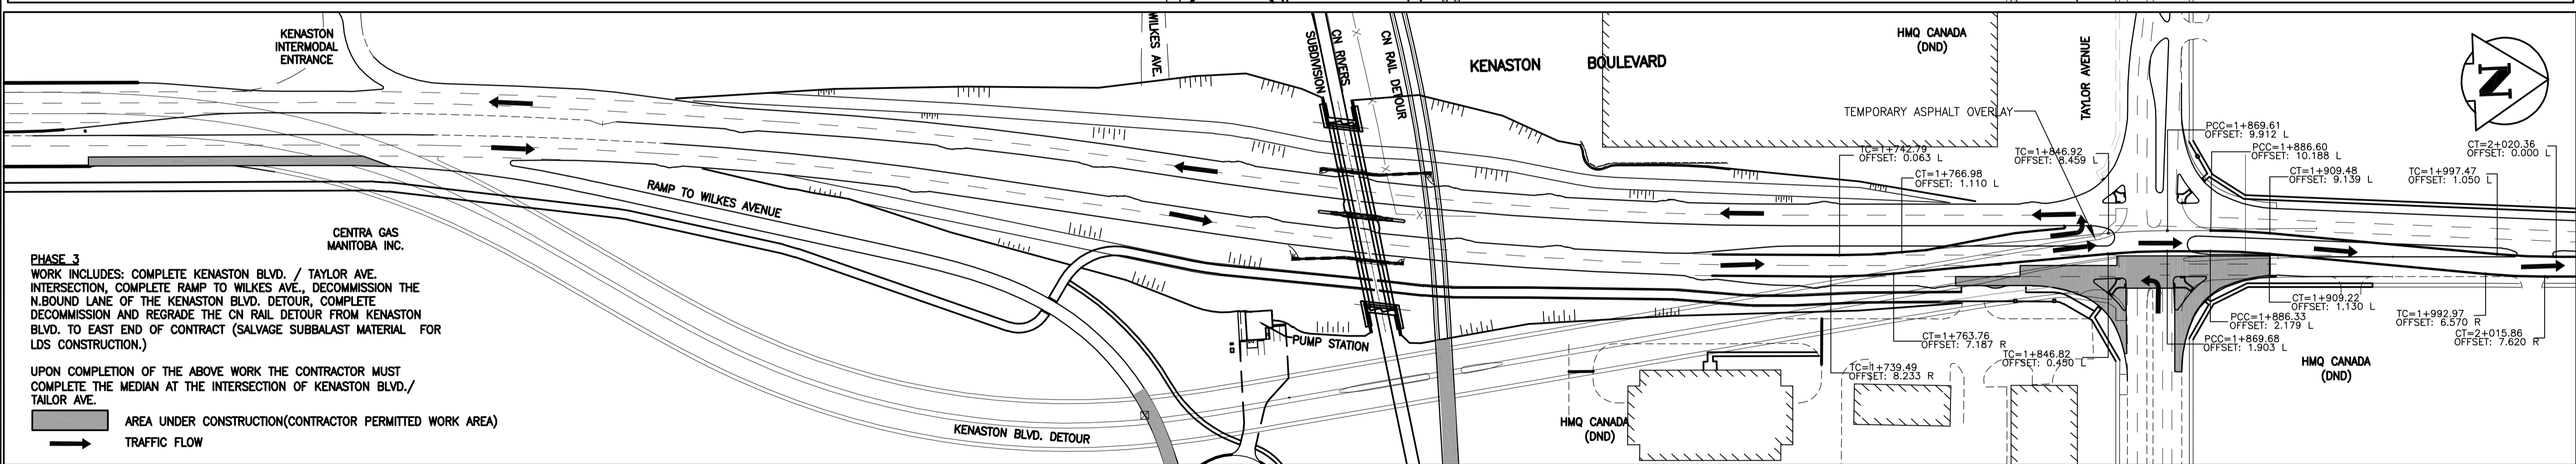 KENASTON
INTERMODAL
ENTRANCE
WILKES AVE.
SUBDIVISION
CN RIVERS
CN RAIL DETOUR
KENASTON BOULEVARD
HMQ CANADA
(DND)
TAYLOR AVENUE
N
TEMPORARY ASPHALT OVERLAY
TC=1+742.79
OFFSET: 0.063 L
CT=1+766.98
OFFSET: 1.110 L
TC=1+846.92
OFFSET: 8.459 L
PCC=1+869.61
OFFSET: 9.912 L
PCC=1+886.60
OFFSET: 10.188 L
CT=1+909.48
OFFSET: 9.139 L
TC=1+997.47
OFFSET: 1.050 L
CT=2+020.36
OFFSET: 0.000 L
RAMP TO WILKES AVENUE
CENTRA GAS
MANITOBA INC.
PHASE 3
WORK INCLUDES: COMPLETE KENASTON BLVD. / TAYLOR AVE.
INTERSECTION, COMPLETE RAMP TO WILKES AVE., DECOMMISSION THE
N.BOUND LANE OF THE KENASTON BLVD. DETOUR, COMPLETE
DECOMMISSION AND REGRADE THE CN RAIL DETOUR FROM KENASTON
BLVD. TO EAST END OF CONTRACT (SALVAGE SUBBALAST MATERIAL FOR
LDS CONSTRUCTION.)
UPON COMPLETION OF THE ABOVE WORK THE CONTRACTOR MUST
COMPLETE THE MEDIAN AT THE INTERSECTION OF KENASTON BLVD./
TAILOR AVE.
AREA UNDER CONSTRUCTION(CONTRACTOR PERMITTED WORK AREA)
TRAFFIC FLOW
KENASTON BLVD. DETOUR
PUMP STATION
HMQ CANADA
(DND)
TC=1+739.49
OFFSET: 8.233 R
CT=1+763.76
OFFSET: 7.187 R
TC=1+846.82
OFFSET: 0.450 L
CT=1+909.22
OFFSET: 1.130 L
PCC=1+886.33
OFFSET: 2.179 L
PCC=1+869.68
OFFSET: 1.903 L
TC=1+992.97
OFFSET: 6.570 R
CT=2+015.86
OFFSET: 7.620 R
HMQ CANADA
(DND)